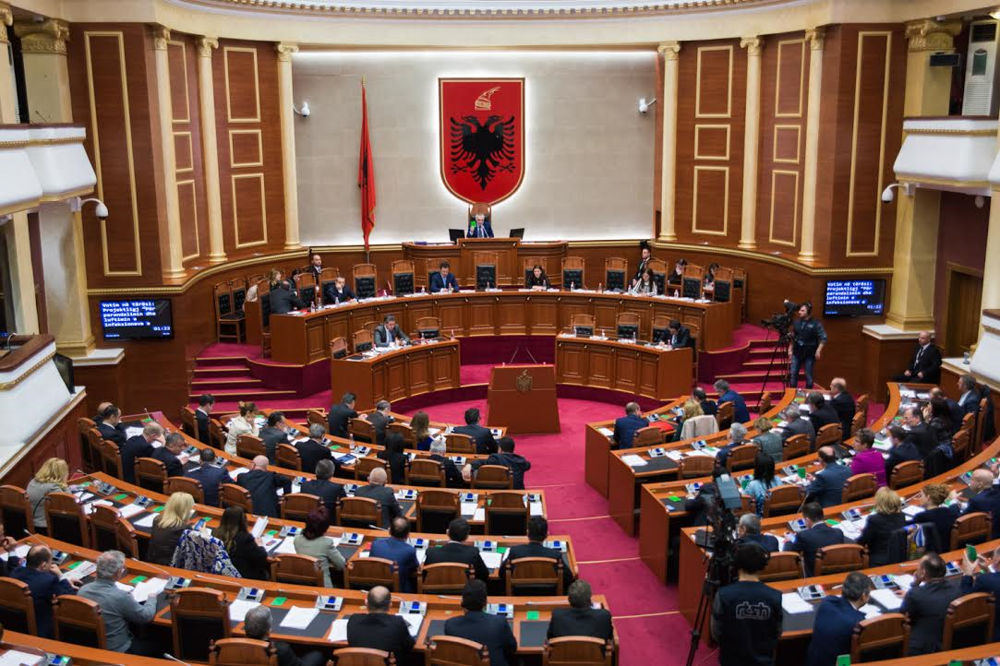 Votim në tërësi:
Projektligj "Për
parandalimin dhe
luftimin e
infeksioneve e
01:22
Votim në tërësi:
Projektligj "Për
parandalimin dhe
luftimin e
infeksioneve e
01:22
rtsh